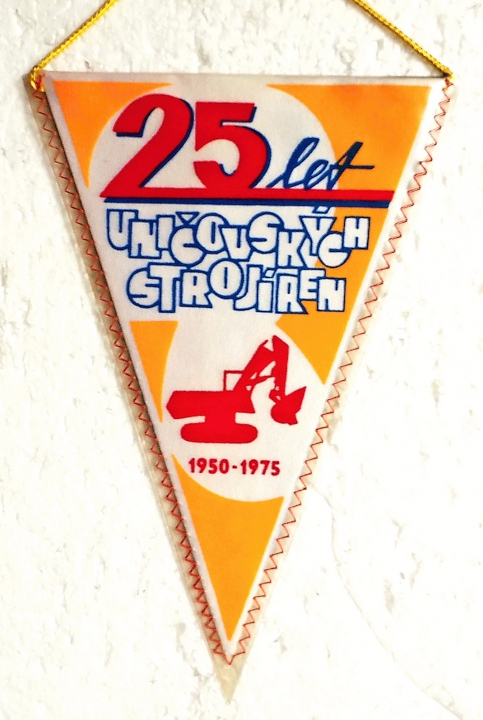 25 let
UNIČOVSKÝCH
STROJÍREN
1950-1975